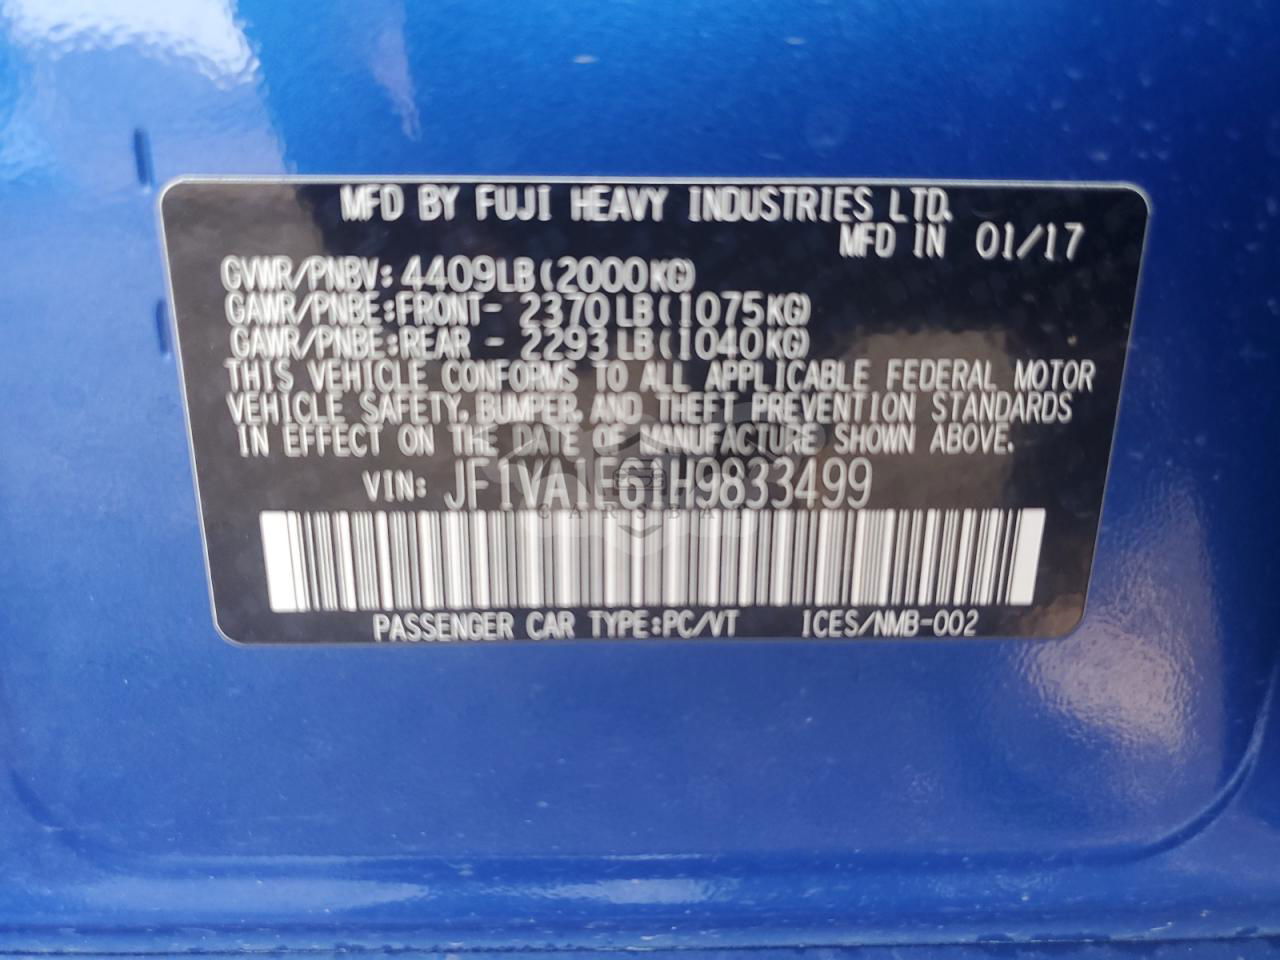 MFD BY FUJI HEAVY INDUSTRIES LTD.
MFD IN 01/17
GVWR/PNBV: 4409LB(2000KG)
GAWR/PNBE:FRONT- 2370LB(1075KG)
GAWR/PNBE:REAR - 2293LB(1040KG)
THIS VEHICLE CONFORMS TO ALL APPLICABLE FEDERAL MOTOR
VEHICLE SAFETY, BUMPER, AND THEFT PREVENTION STANDARDS
IN EFFECT ON THE DATE OF MANUFACTURE SHOWN ABOVE.
VIN: JF1VA1E61H9833499
CARSBAT
PASSENGER CAR TYPE:PC/VT ICES/NMB-002